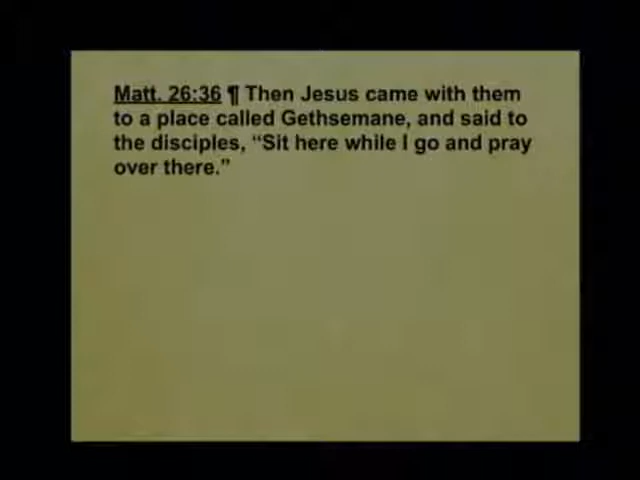 Matt. 26:36 ¶ Then Jesus came with them
to a place called Gethsemane, and said to
the disciples, “Sit here while I go and pray
over there.”